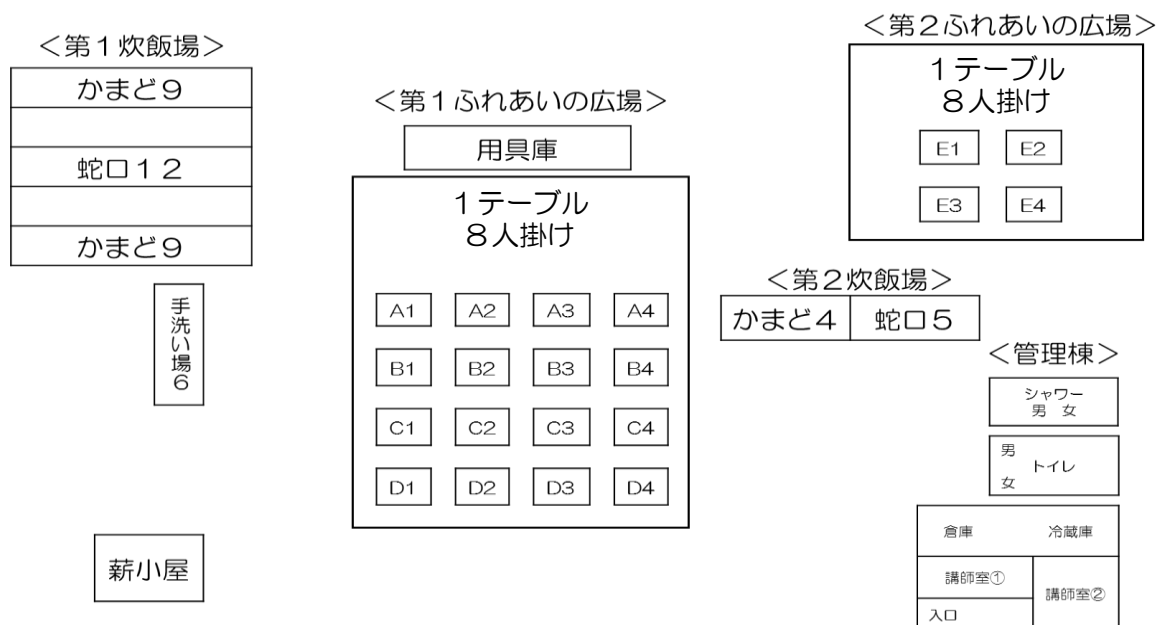 ＜第１炊飯場＞
かまど９
蛇口１２
かまど９
手洗い場６
薪小屋
＜第１ふれあいの広場＞
用具庫
１テーブル
８人掛け
A1 A2 A3 A4
B1 B2 B3 B4
C1 C2 C3 C4
D1 D2 D3 D4
＜第２ふれあいの広場＞
１テーブル
８人掛け
E1 E2
E3 E4
＜第２炊飯場＞
かまど４ 蛇口５
＜管理棟＞
シャワー
男 女
男
トイレ
女
倉庫 冷蔵庫
講師室①
講師室②
入口